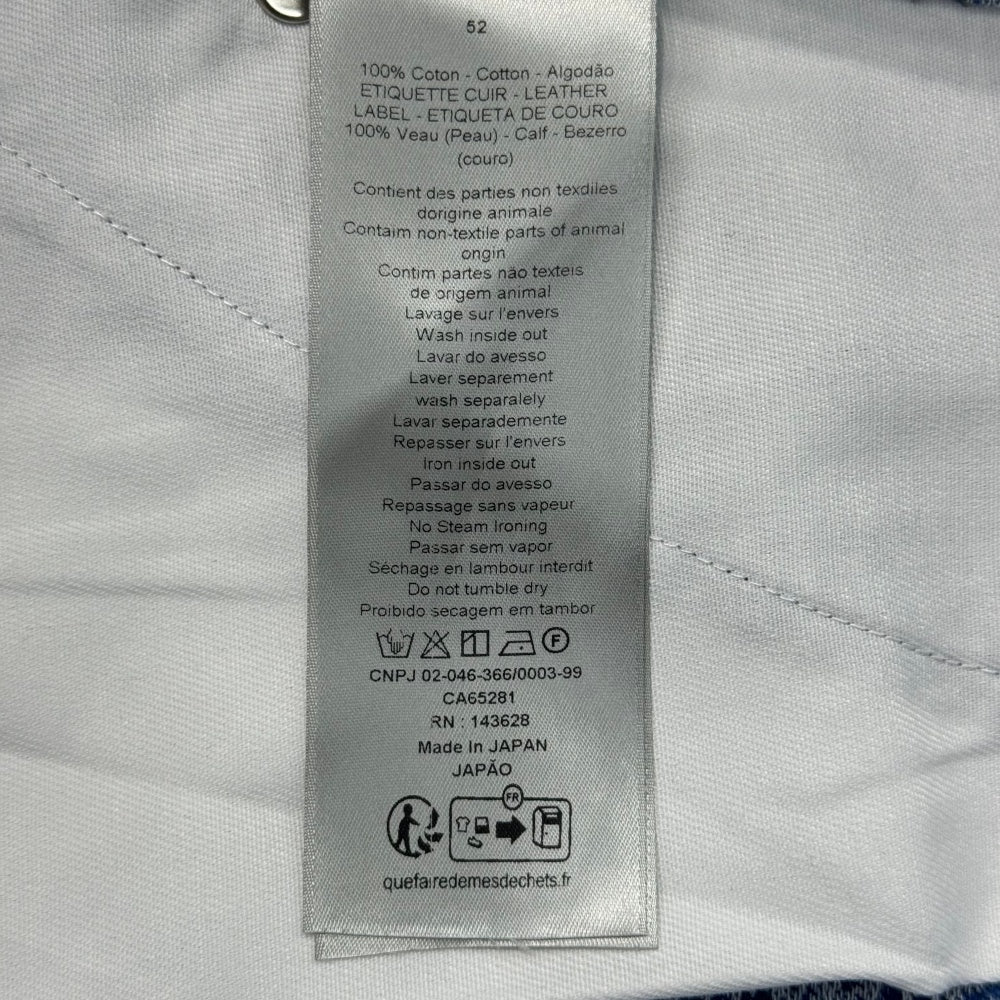 52
100% Coton - Cotton - Algodão
ETIQUETTE CUIR - LEATHER
LABEL - ETIQUETA DE COURO
100% Veau (Peau) - Calf - Bezerro
(couro)
Contient des parties non texdiles
dorigine animale
Contaim non-textile parts of animal
ongin
Contim partes não texteis
de origem animal
Lavage sur l'envers
Wash inside out
Lavar do avesso
Laver separement
wash separalely
Lavar separademente
Repasser sur l'envers
Iron inside out
Passar do avesso
Repassage sans vapeur
No Steam Ironing
Passar sem vapor
Séchage en lambour interdit
Do not tumble dry
Proibido secagem em tambor
F
CNPJ 02-046-366/0003-99
CA65281
RN : 143628
Made In JAPAN
JAPÃO
FR
quefairedemesdechets.fr